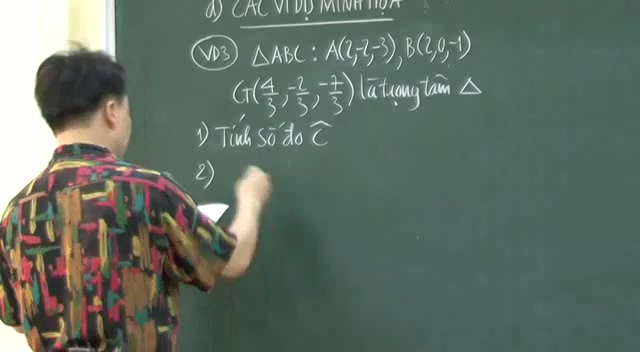 d) CÁC VÍ DỤ MINH HỌA
VD3 △ABC : A(2,-2,-3), B(2,0,-1)
G(4/3, -2/3, -7/3) là trọng tâm △
1) Tính số đo Ĉ
2)